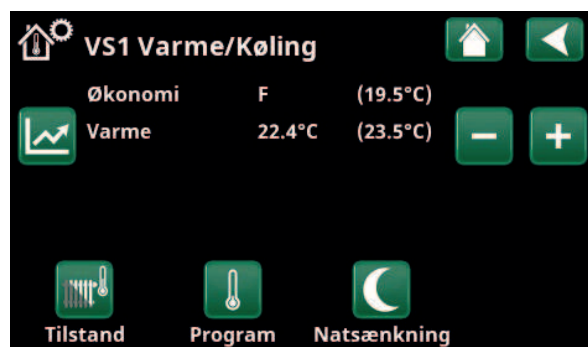 VS1 Varme/Køling
Økonomi F (19.5°C)
Varme 22.4°C (23.5°C)
Tilstand Program Natsænkning